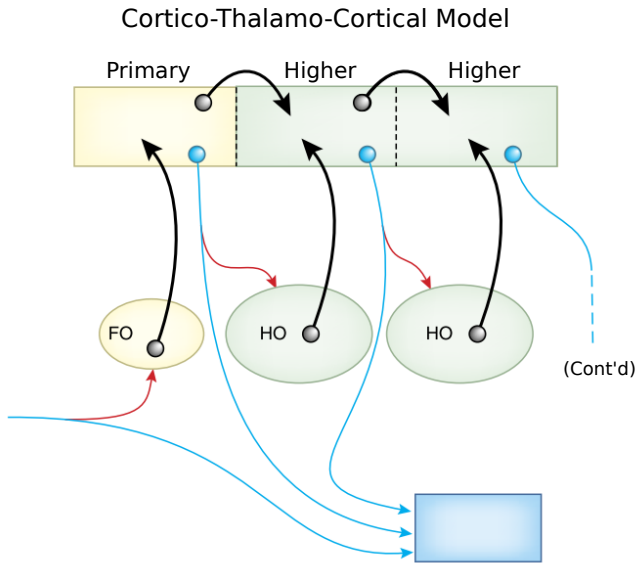 Cortico-Thalamo-Cortical Model
Primary Higher Higher
FO HO HO
(Cont'd)